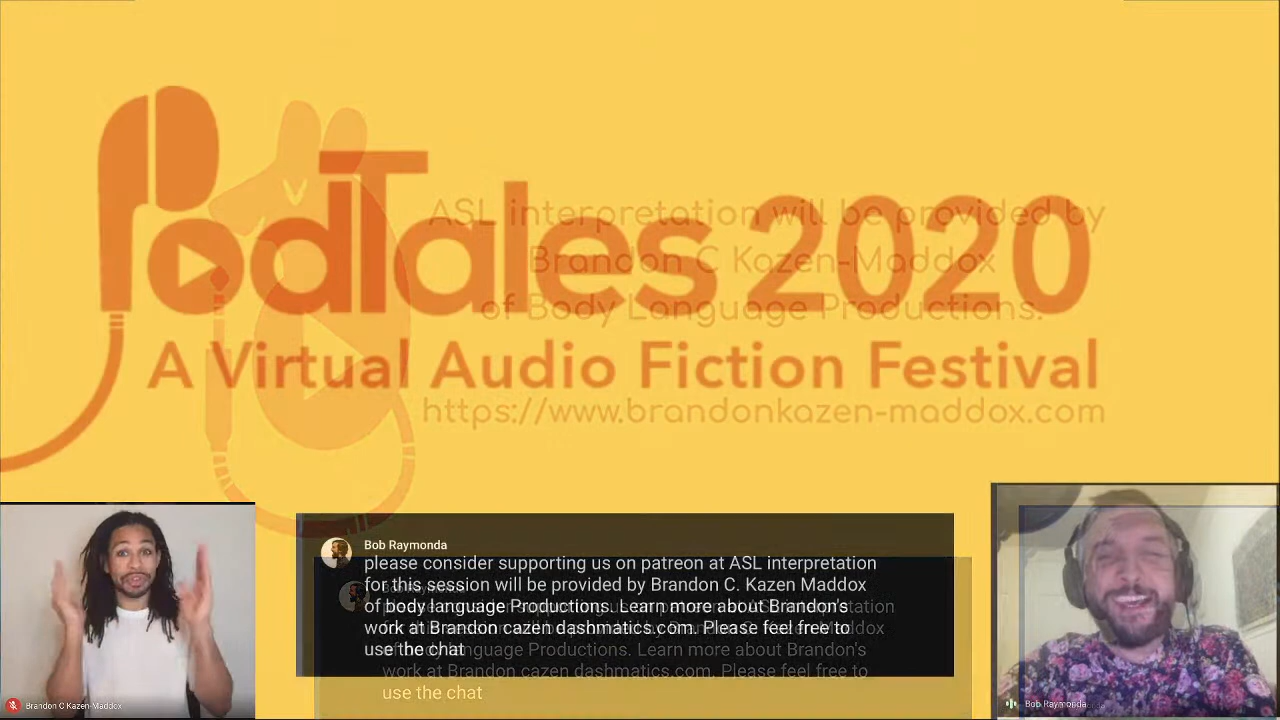 PodTales 2020
A Virtual Audio Fiction Festival
ASL interpretation will be provided by
Brandon C Kazen-Maddox
of Body Language Productions.
https://www.brandonkazen-maddox.com
Bob Raymonda
please consider supporting us on patreon at ASL interpretation
for this session will be provided by Brandon C. Kazen Maddox
of body language Productions. Learn more about Brandon's
work at Brandon cazen dashmatics.com. Please feel free to
use the chat
use the chat
Brandon C Kazen-Maddox
Bob Raymonda